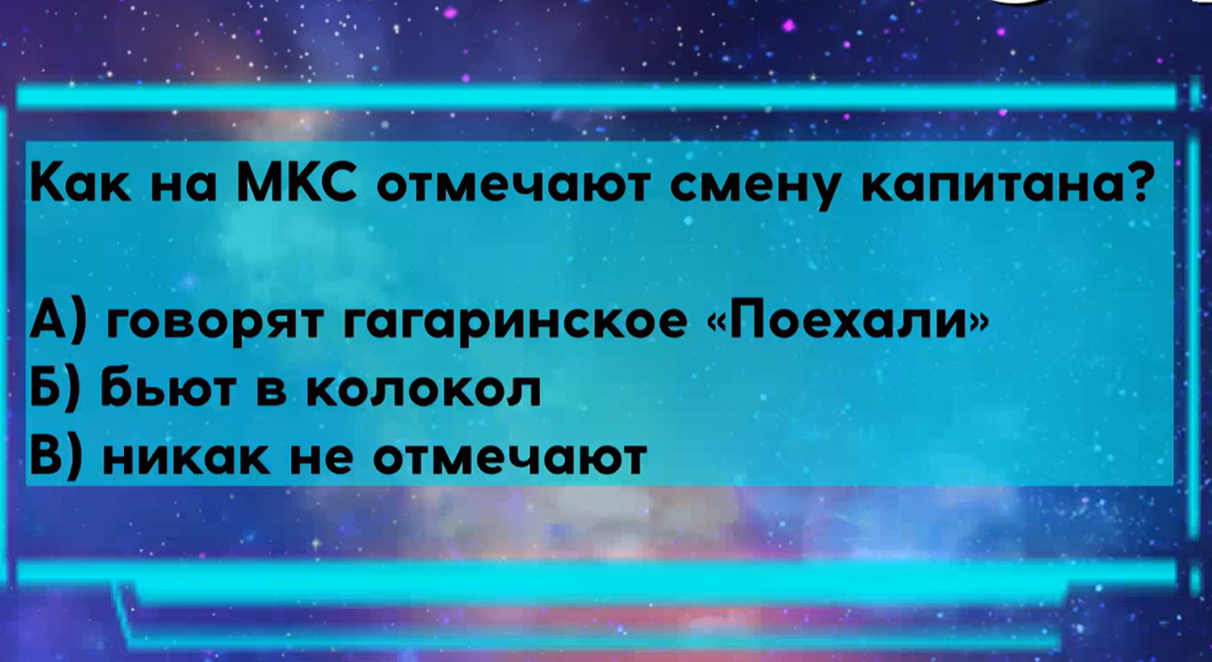 Как на МКС отмечают смену капитана?
А) говорят гагаринское «Поехали»
Б) бьют в колокол
В) никак не отмечают